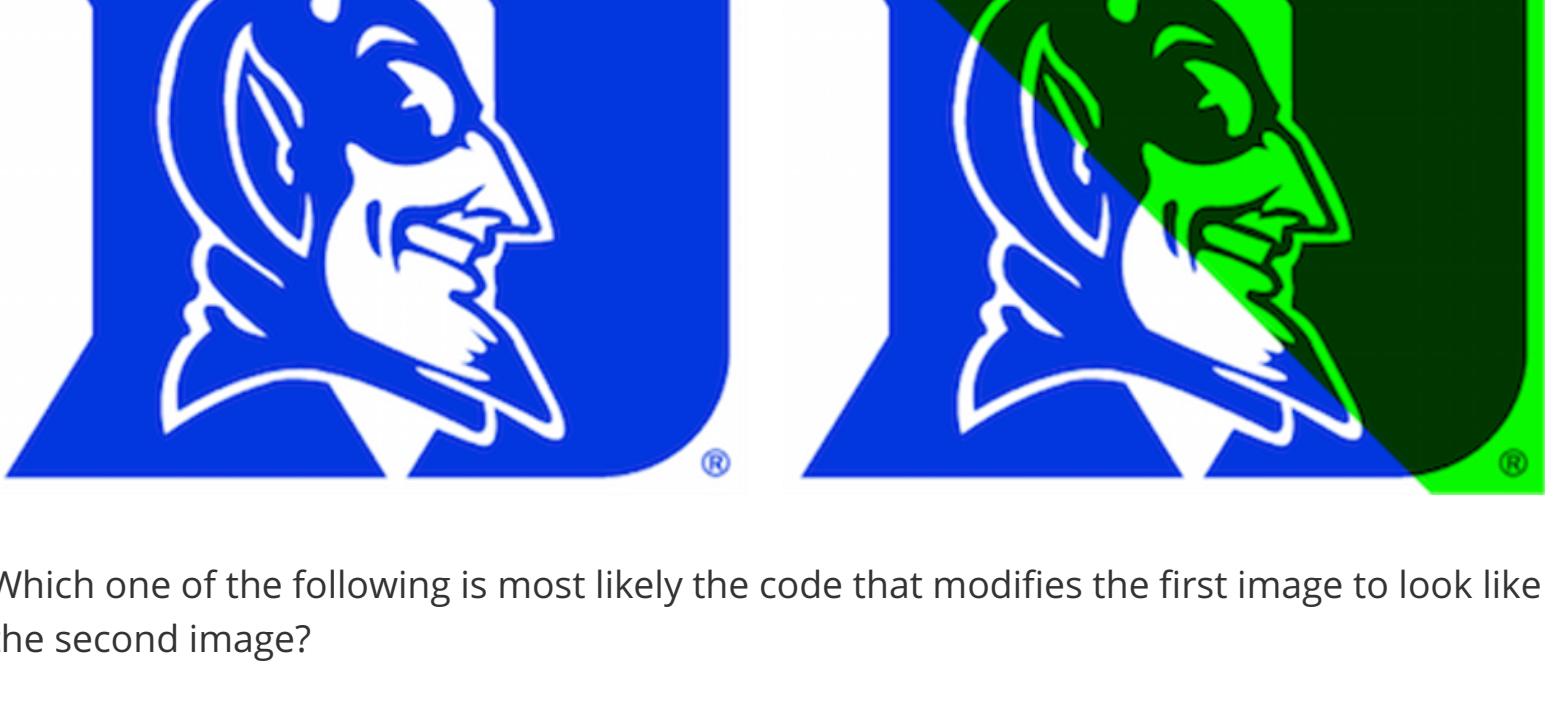 ®
®
Which one of the following is most likely the code that modifies the first image to look like
the second image?